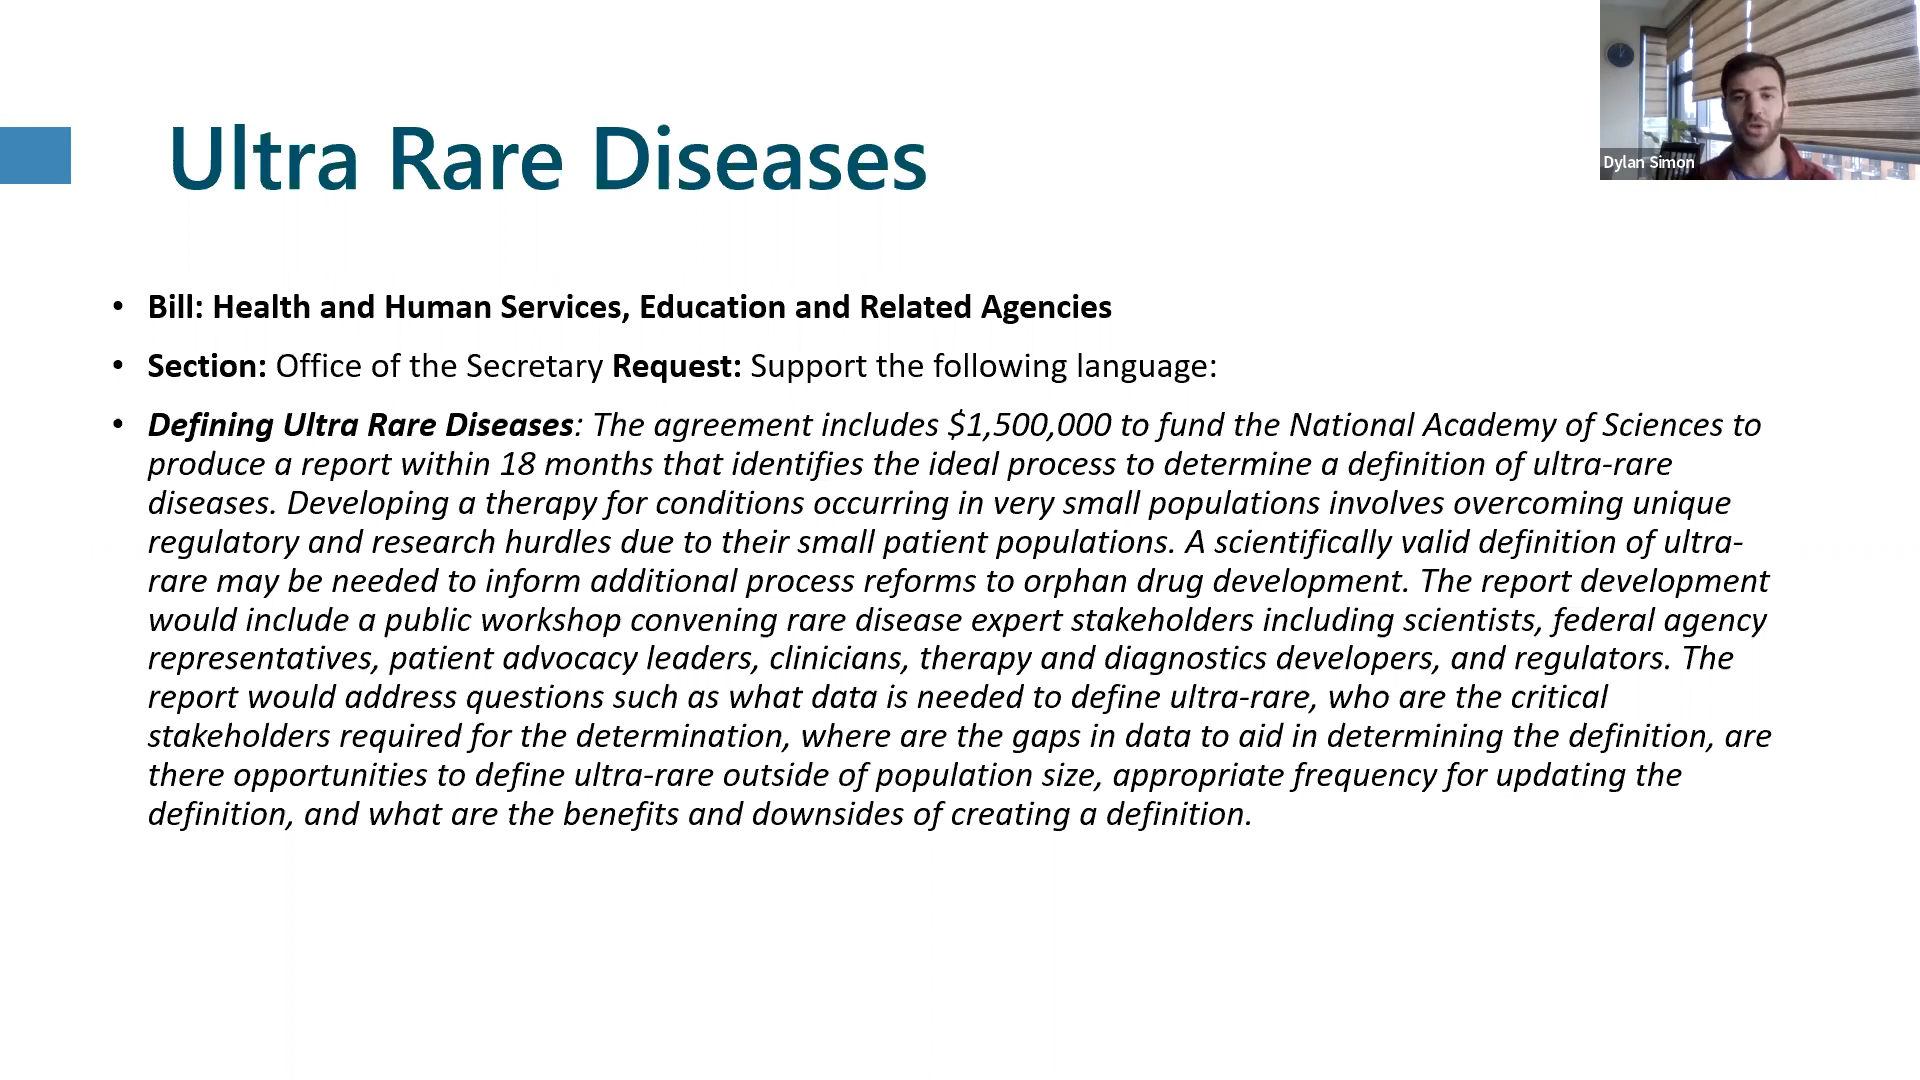 Ultra Rare Diseases
Dylan Simon
• Bill: Health and Human Services, Education and Related Agencies
• Section: Office of the Secretary Request: Support the following language:
• Defining Ultra Rare Diseases: The agreement includes $1,500,000 to fund the National Academy of Sciences to
produce a report within 18 months that identifies the ideal process to determine a definition of ultra-rare
diseases. Developing a therapy for conditions occurring in very small populations involves overcoming unique
regulatory and research hurdles due to their small patient populations. A scientifically valid definition of ultra-
rare may be needed to inform additional process reforms to orphan drug development. The report development
would include a public workshop convening rare disease expert stakeholders including scientists, federal agency
representatives, patient advocacy leaders, clinicians, therapy and diagnostics developers, and regulators. The
report would address questions such as what data is needed to define ultra-rare, who are the critical
stakeholders required for the determination, where are the gaps in data to aid in determining the definition, are
there opportunities to define ultra-rare outside of population size, appropriate frequency for updating the
definition, and what are the benefits and downsides of creating a definition.